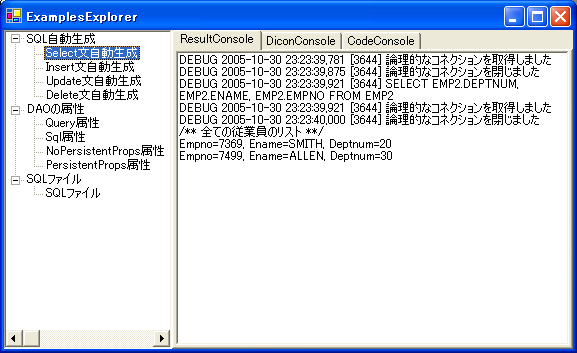 ExamplesExplorer
SQL自動生成
Select文自動生成
Insert文自動生成
Update文自動生成
Delete文自動生成
DAOの属性
Query属性
Sql属性
NoPersistentProps属性
PersistentProps属性
SQLファイル
SQLファイル
ResultConsole DiconConsole CodeConsole
DEBUG 2005-10-30 23:23:39,781 [3644] 論理的なコネクションを取得しました
DEBUG 2005-10-30 23:23:39,875 [3644] 論理的なコネクションを閉じました
DEBUG 2005-10-30 23:23:39,921 [3644] SELECT EMP2.DEPTNUM,
EMP2.ENAME, EMP2.EMPNO FROM EMP2
DEBUG 2005-10-30 23:23:39,921 [3644] 論理的なコネクションを取得しました
DEBUG 2005-10-30 23:23:40,000 [3644] 論理的なコネクションを閉じました
/** 全ての従業員のリスト **/
Empno=7369, Ename=SMITH, Deptnum=20
Empno=7499, Ename=ALLEN, Deptnum=30